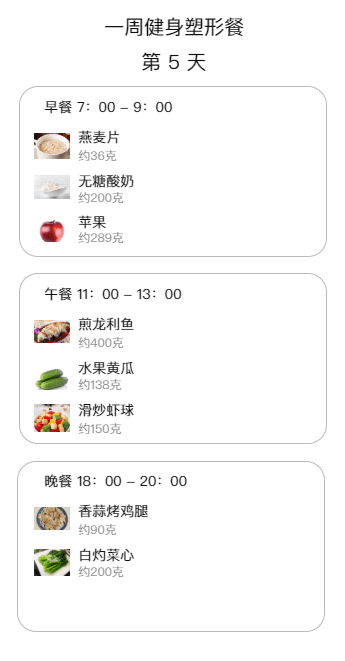 一周健身塑形餐
第 5 天
早餐 7：00 – 9：00
燕麦片
约36克
无糖酸奶
约200克
苹果
约289克
午餐 11：00 – 13：00
煎龙利鱼
约400克
水果黄瓜
约138克
滑炒虾球
约150克
晚餐 18：00 – 20：00
香蒜烤鸡腿
约90克
白灼菜心
约200克